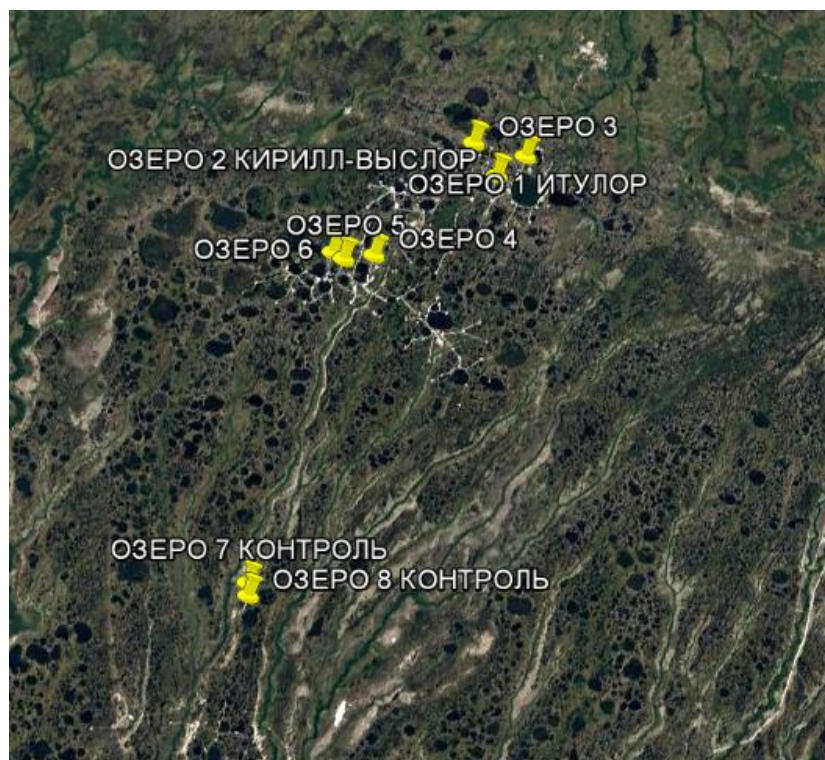 ОЗЕРО 3
ОЗЕРО 2 КИРИЛЛ-ВЫСЛОР
ОЗЕРО 1 ИТУЛОР
ОЗЕРО 5
ОЗЕРО 4
ОЗЕРО 6
ОЗЕРО 7 КОНТРОЛЬ
ОЗЕРО 8 КОНТРОЛЬ